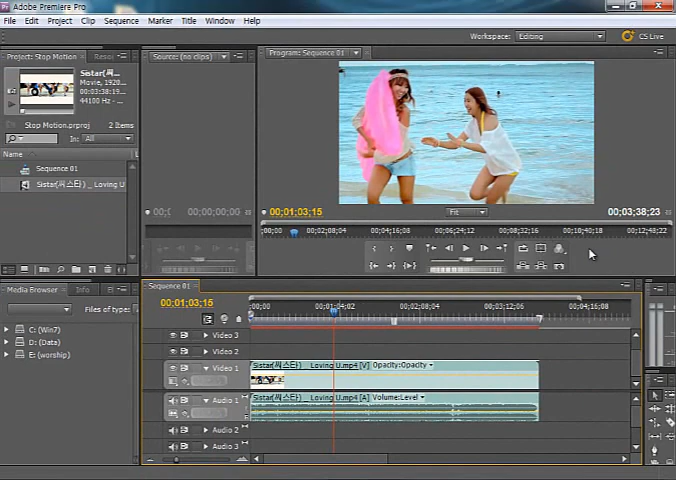 Adobe Premiere Pro
File Edit Project Clip Sequence Marker Title Window Help
Workspace: Editing CS Live
Project: Stop Motion
Source: (no clips)
Program: Sequence 01
Sistar(씨...
Movie, 1920...
00;03;38;19...
44100 Hz -
Stop Motion.prproj 2 Items
In: All
Name
Sequence 01
Sistar(씨스타) _ Loving U
00;00;00;00
00;01;03;15 Fit 00;03;38;23
00;02;08;04 00;04;16;08 00;06;24;12 00;08;32;16 00;10;40;18 00;12;48;22
Media Browser Info
Files of type:
C: (Win7)
D: (Data)
E: (worship)
Sequence 01
00;01;03;15
00;01;04;02 00;02;08;04 00;03;12;06 00;04;16;08
Video 3
Video 2
Video 1
Sistar(씨스타) _ Loving U.mp4 [V] Opacity:Opacity
Audio 1
Sistar(씨스타) _ Loving U.mp4 [A] Volume:Level
Audio 2
Audio 3